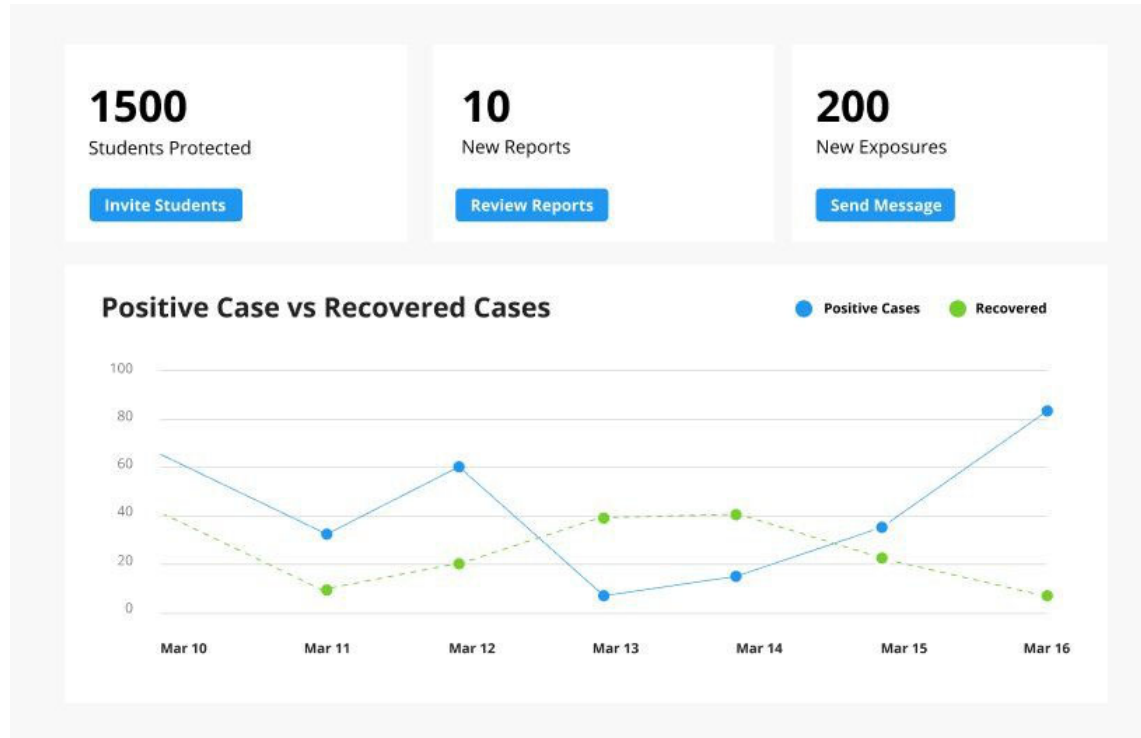 1500
Students Protected
Invite Students
10
New Reports
Review Reports
200
New Exposures
Send Message
Positive Case vs Recovered Cases
Positive Cases
Recovered
100
80
60
40
20
0
Mar 10
Mar 11
Mar 12
Mar 13
Mar 14
Mar 15
Mar 16